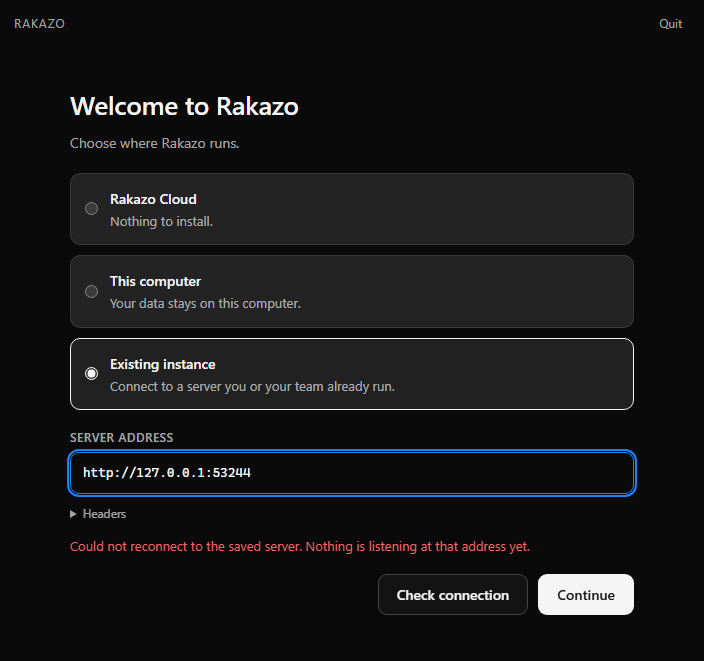 RAKAZO
Quit
Welcome to Rakazo
Choose where Rakazo runs.
Rakazo Cloud
Nothing to install.
This computer
Your data stays on this computer.
Existing instance
Connect to a server you or your team already run.
SERVER ADDRESS
http://127.0.0.1:53244
Headers
Could not reconnect to the saved server. Nothing is listening at that address yet.
Check connection
Continue